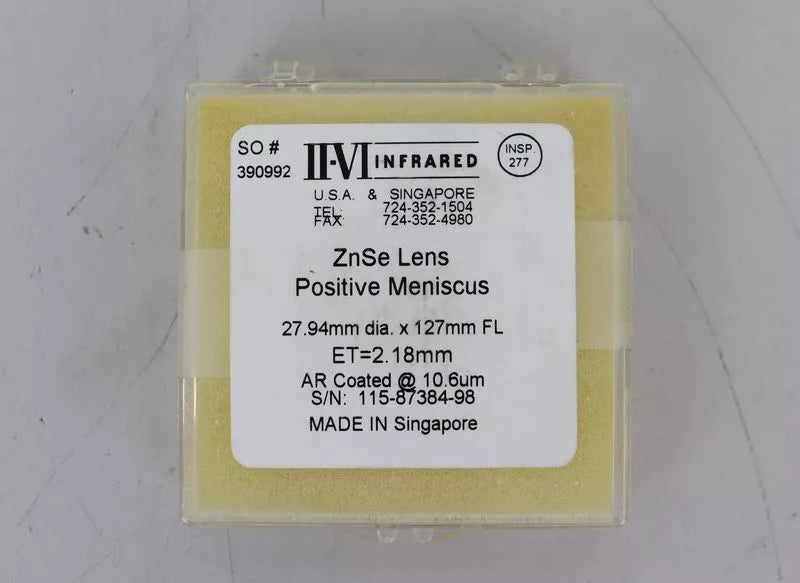 SO #
390992
II-VI INFRARED
INSP.
277
U.S.A. & SINGAPORE
TEL: 724-352-1504
FAX: 724-352-4980
ZnSe Lens
Positive Meniscus
27.94mm dia. x 127mm FL
ET=2.18mm
AR Coated @ 10.6um
S/N: 115-87384-98
MADE IN Singapore